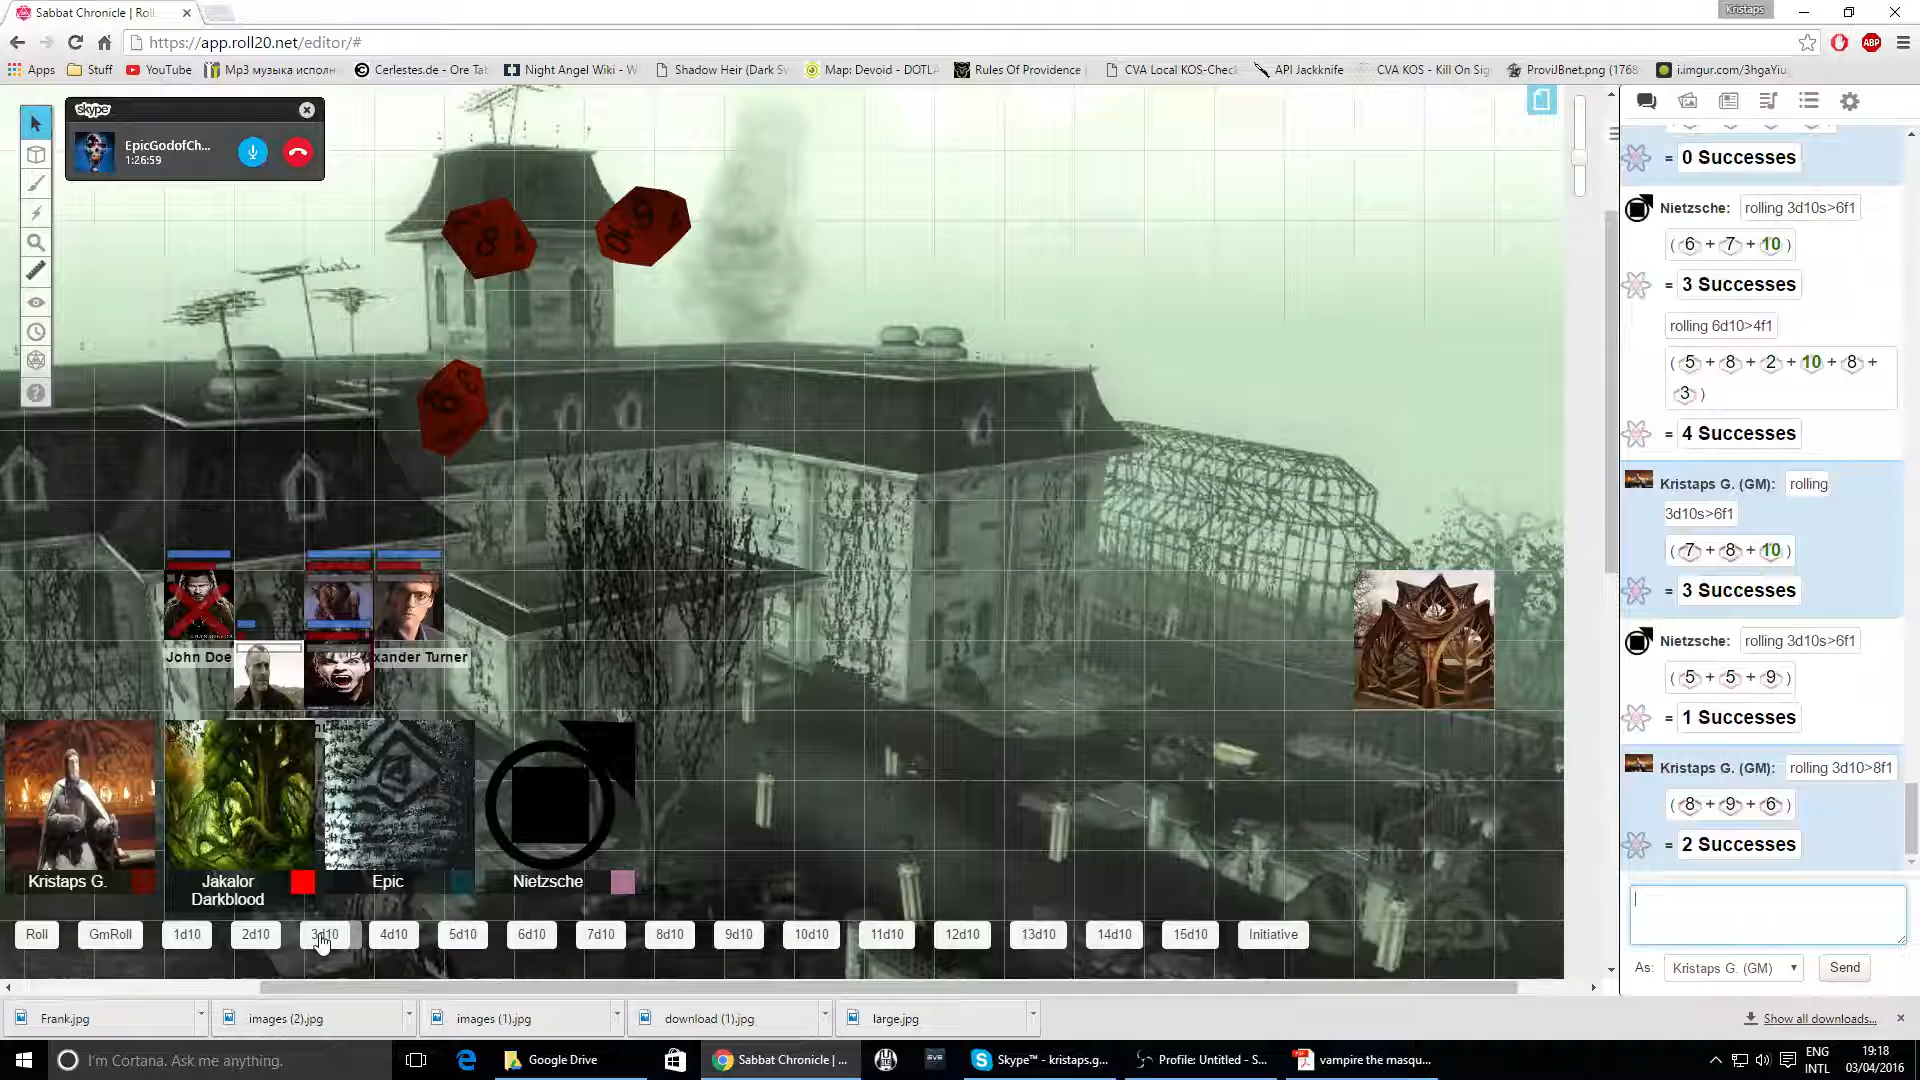 Sabbat Chronicle | Roll
Kristaps
https://app.roll20.net/editor/#
Apps
Stuff
YouTube
Mp3 музыка исполн
Cerlestes.de - Ore Tab
Night Angel Wiki - W
Shadow Heir (Dark Sw
Map: Devoid - DOTLA
Rules Of Providence
CVA Local KOS-Check
API Jackknife
CVA KOS - Kill On Sig
ProviJBnet.png (1768
i.imgur.com/3hgaYiu
skype
EpicGodofCh...
1:26:59
= 0 Successes
Nietzsche: rolling 3d10s>6f1
(6 + 7 + 10)
= 3 Successes
rolling 6d10>4f1
(5 + 8 + 2 + 10 + 8 +
3)
= 4 Successes
Kristaps G. (GM): rolling
3d10s>6f1
(7 + 8 + 10)
= 3 Successes
Nietzsche: rolling 3d10s>6f1
(5 + 5 + 9)
= 1 Successes
Kristaps G. (GM): rolling 3d10>8f1
(8 + 9 + 6)
= 2 Successes
As: Kristaps G. (GM) Send
John Doe
xander Turner
Kristaps G.
Jakalor
Darkblood
Epic
Nietzsche
Roll GmRoll 1d10 2d10 3d10 4d10 5d10 6d10 7d10 8d10 9d10 10d10 11d10 12d10 13d10 14d10 15d10 Initiative
Frank.jpg
images (2).jpg
images (1).jpg
download (1).jpg
large.jpg
Show all downloads...
I'm Cortana. Ask me anything.
Google Drive
Sabbat Chronicle | ...
Skype™ - kristaps.g...
Profile: Untitled - S...
vampire the masqu...
ENG
INTL
19:18
03/04/2016